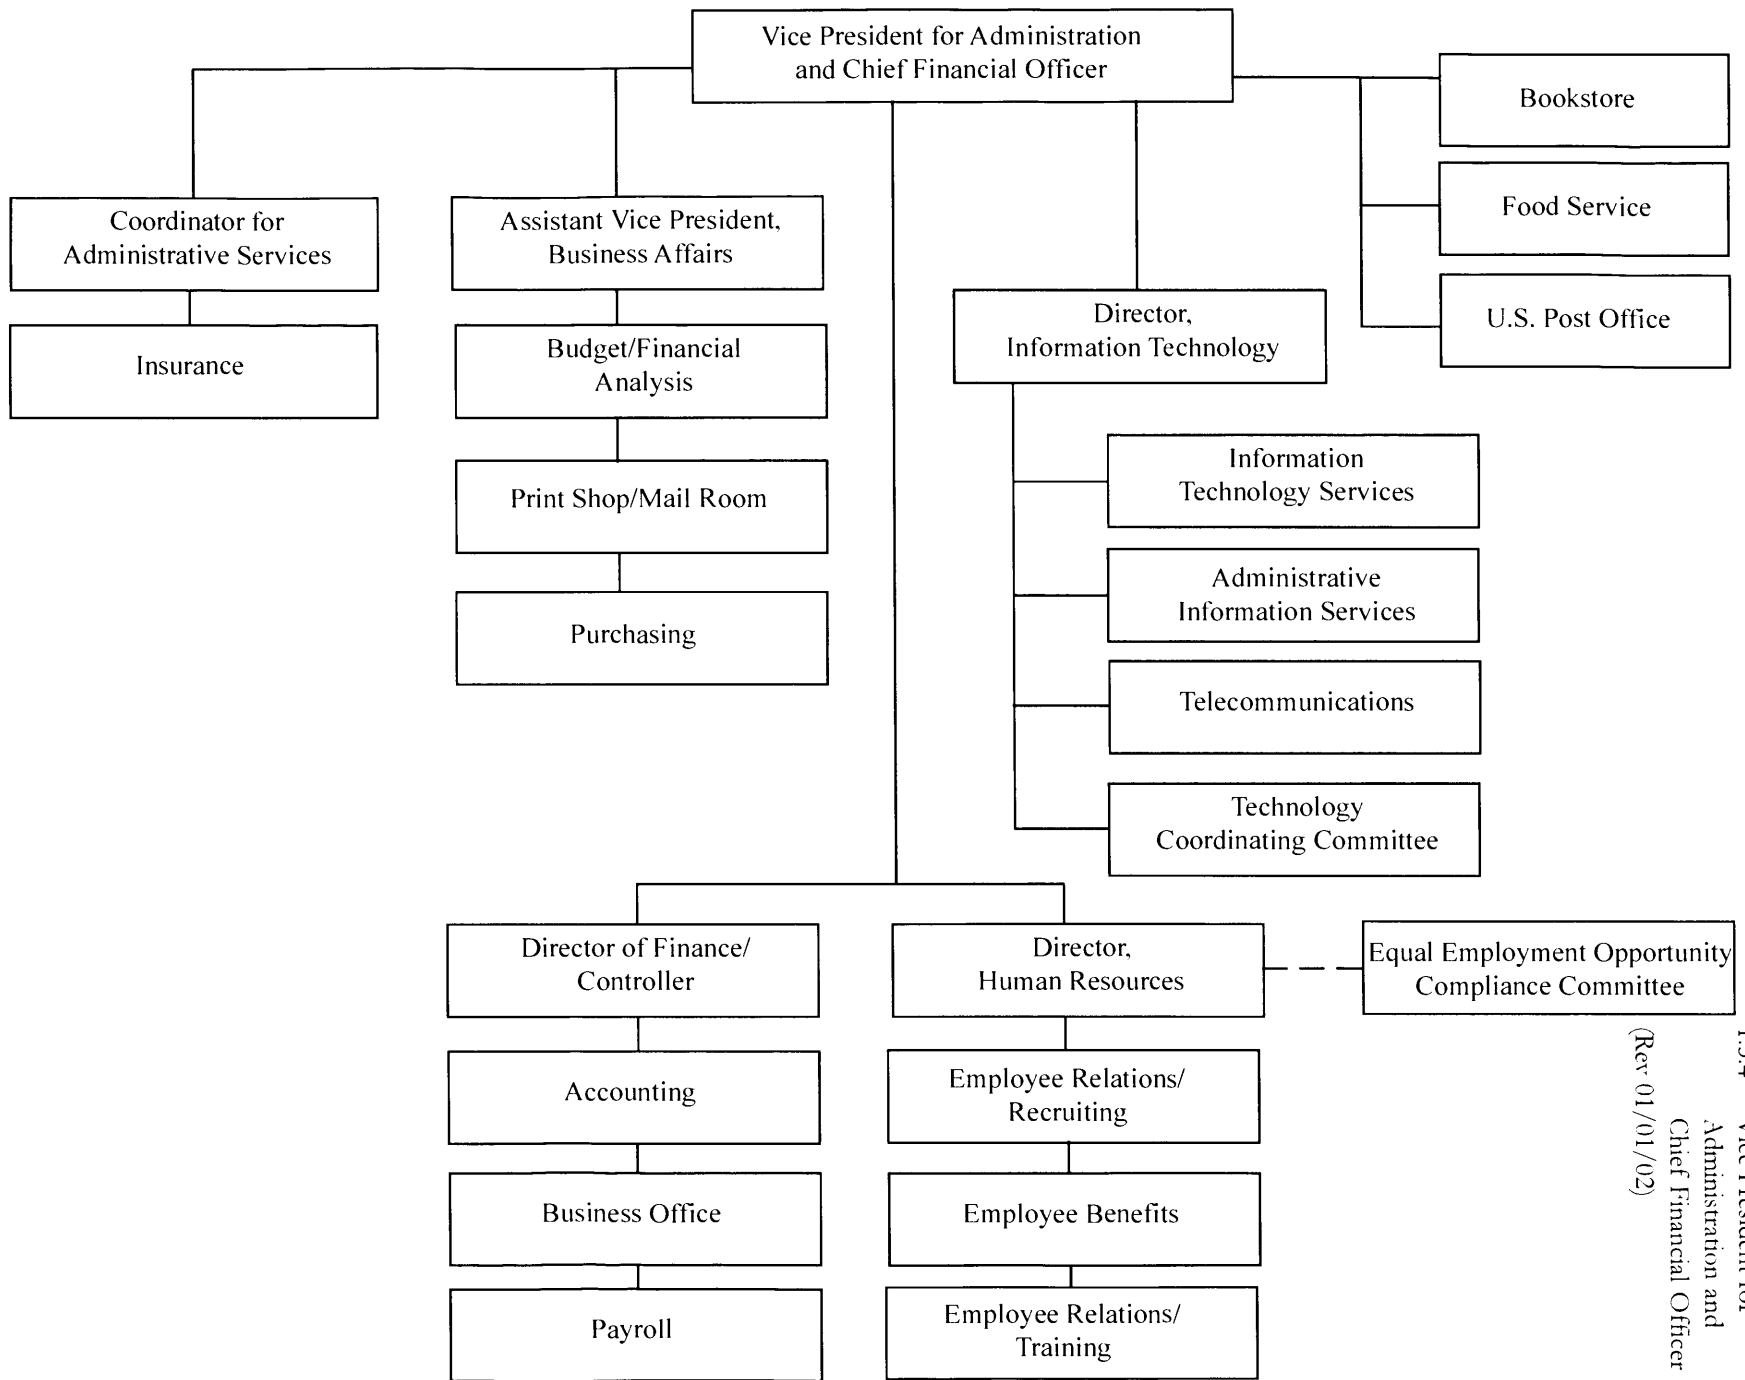 Vice President for Administration
and Chief Financial Officer
Bookstore
Food Service
U.S. Post Office
Coordinator for
Administrative Services
Insurance
Assistant Vice President,
Business Affairs
Budget/Financial
Analysis
Print Shop/Mail Room
Purchasing
Director,
Information Technology
Information
Technology Services
Administrative
Information Services
Telecommunications
Technology
Coordinating Committee
Director of Finance/
Controller
Accounting
Business Office
Payroll
Director,
Human Resources
Employee Relations/
Recruiting
Employee Benefits
Employee Relations/
Training
Equal Employment Opportunity
Compliance Committee
Vice President for
Administration and
Chief Financial Officer
(Rev 01/01/02)